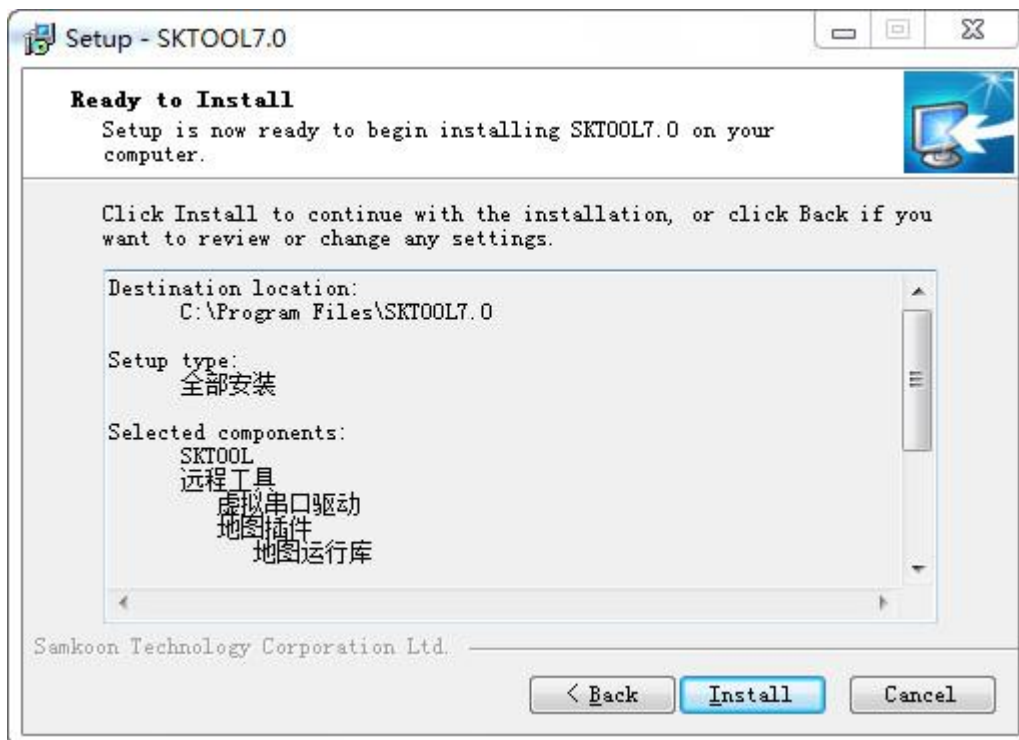 Setup - SKTOOL7.0
Ready to Install
Setup is now ready to begin installing SKTOOL7.0 on your
computer.
Click Install to continue with the installation, or click Back if you
want to review or change any settings.
Destination location:
C:\Program Files\SKTOOL7.0
Setup type:
全部安装
Selected components:
SKTOOL
远程工具
虚拟串口驱动
地图插件
地图运行库
Samkoon Technology Corporation Ltd.
< Back
Install
Cancel